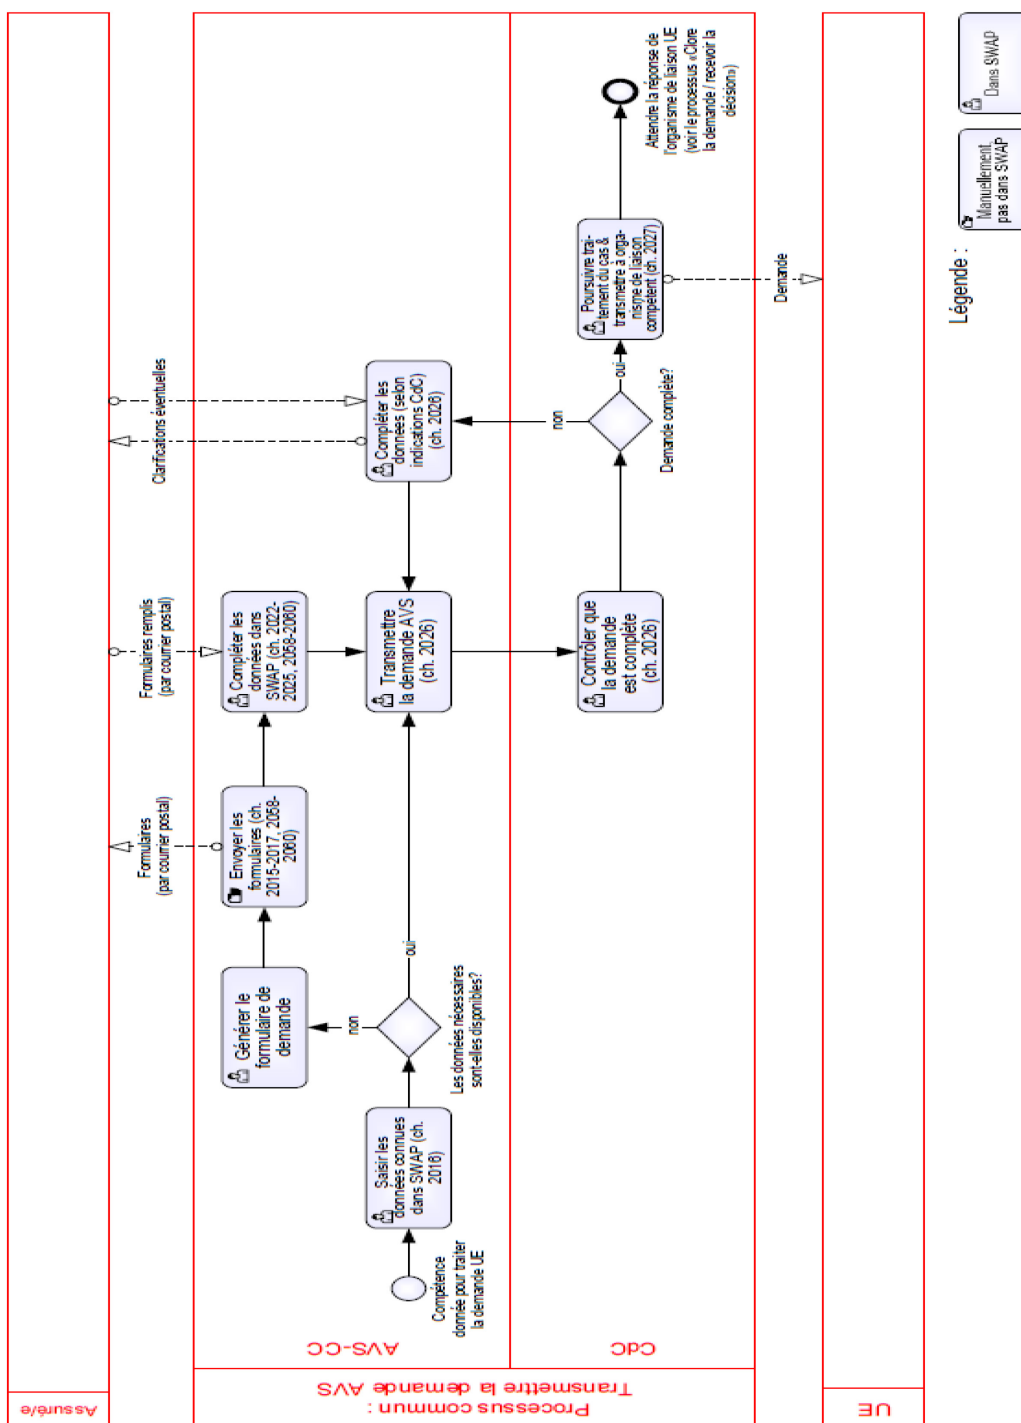 Assuré/e
Processus commun :
Transmettre la demande AVS
AVS-CC
CdC
UE
Compétence
donnée pour traiter
la demande UE
Saisir les
données connues
dans SWAP (ch.
2016)
Les données nécessaires
sont-elles disponibles?
non
oui
Générer le
formulaire de
demande
Envoyer les
formulaires (ch.
2015-2017, 2058-
2060)
Formulaires
(par courrier postal)
Formulaires remplis
(par courrier postal)
Compléter les
données dans
SWAP (ch. 2022-
2025, 2058-2060)
Transmettre
la demande AVS
(ch. 2026)
Clarifications éventuelles
Compléter les
données (selon
indications CdC)
(ch. 2026)
Contrôler que
la demande
est complète
(ch. 2026)
Demande complète?
non
oui
Poursuivre trai-
tement du cas &
transmettre à orga-
nisme de liaison
compétent (ch. 2027)
Demande
Attendre la réponse de
l'organisme de liaison UE
(voir le processus «Clore
la demande / recevoir la
décision»)
Légende :
Manuellement,
pas dans SWAP
Dans SWAP